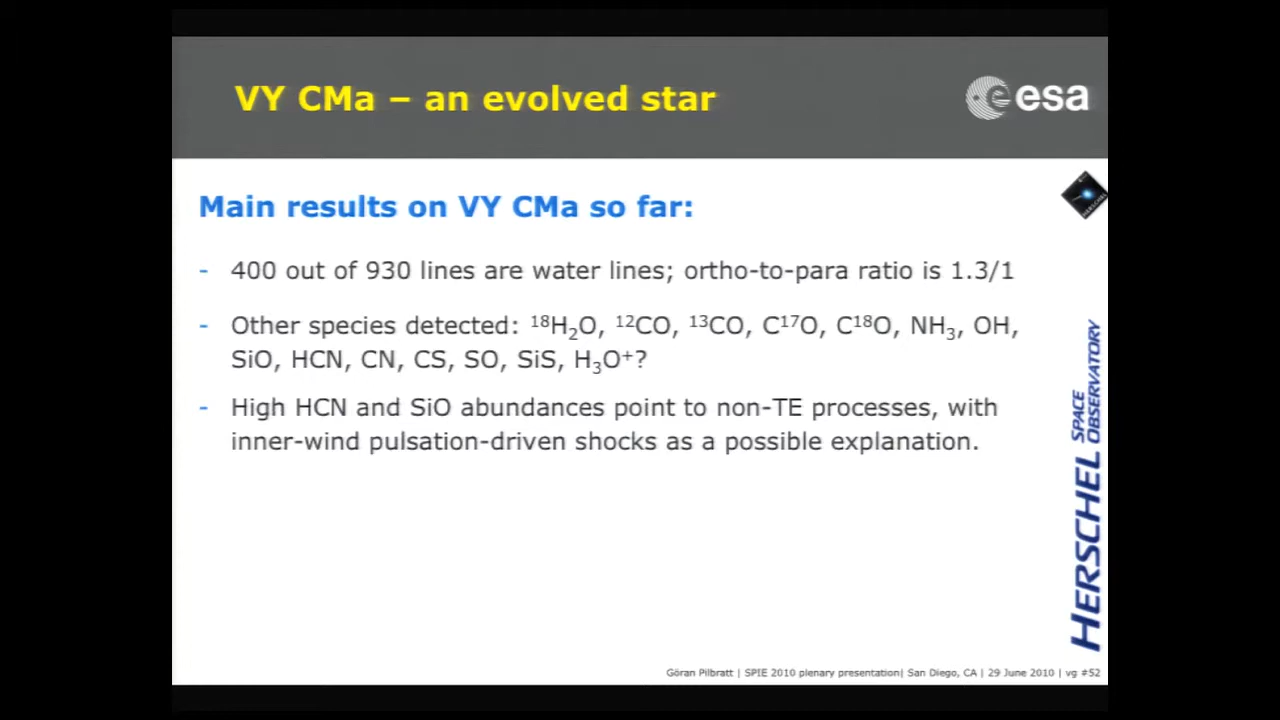 VY CMa – an evolved star
esa
Main results on VY CMa so far:
- 400 out of 930 lines are water lines; ortho-to-para ratio is 1.3/1
- Other species detected: ¹⁸H₂O, ¹²CO, ¹³CO, C¹⁷O, C¹⁸O, NH₃, OH,
SiO, HCN, CN, CS, SO, SiS, H₃O⁺?
- High HCN and SiO abundances point to non-TE processes, with
inner-wind pulsation-driven shocks as a possible explanation.
HERSCHEL
HERSCHEL SPACE
OBSERVATORY
Göran Pilbratt | SPIE 2010 plenary presentation| San Diego, CA | 29 June 2010 | vg #52